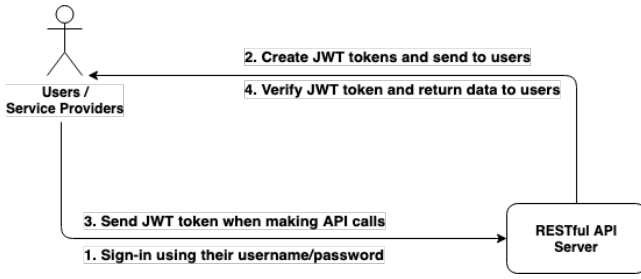 2. Create JWT tokens and send to users
4. Verify JWT token and return data to users
Users /
Service Providers
3. Send JWT token when making API calls
1. Sign-in using their username/password
RESTful API
Server